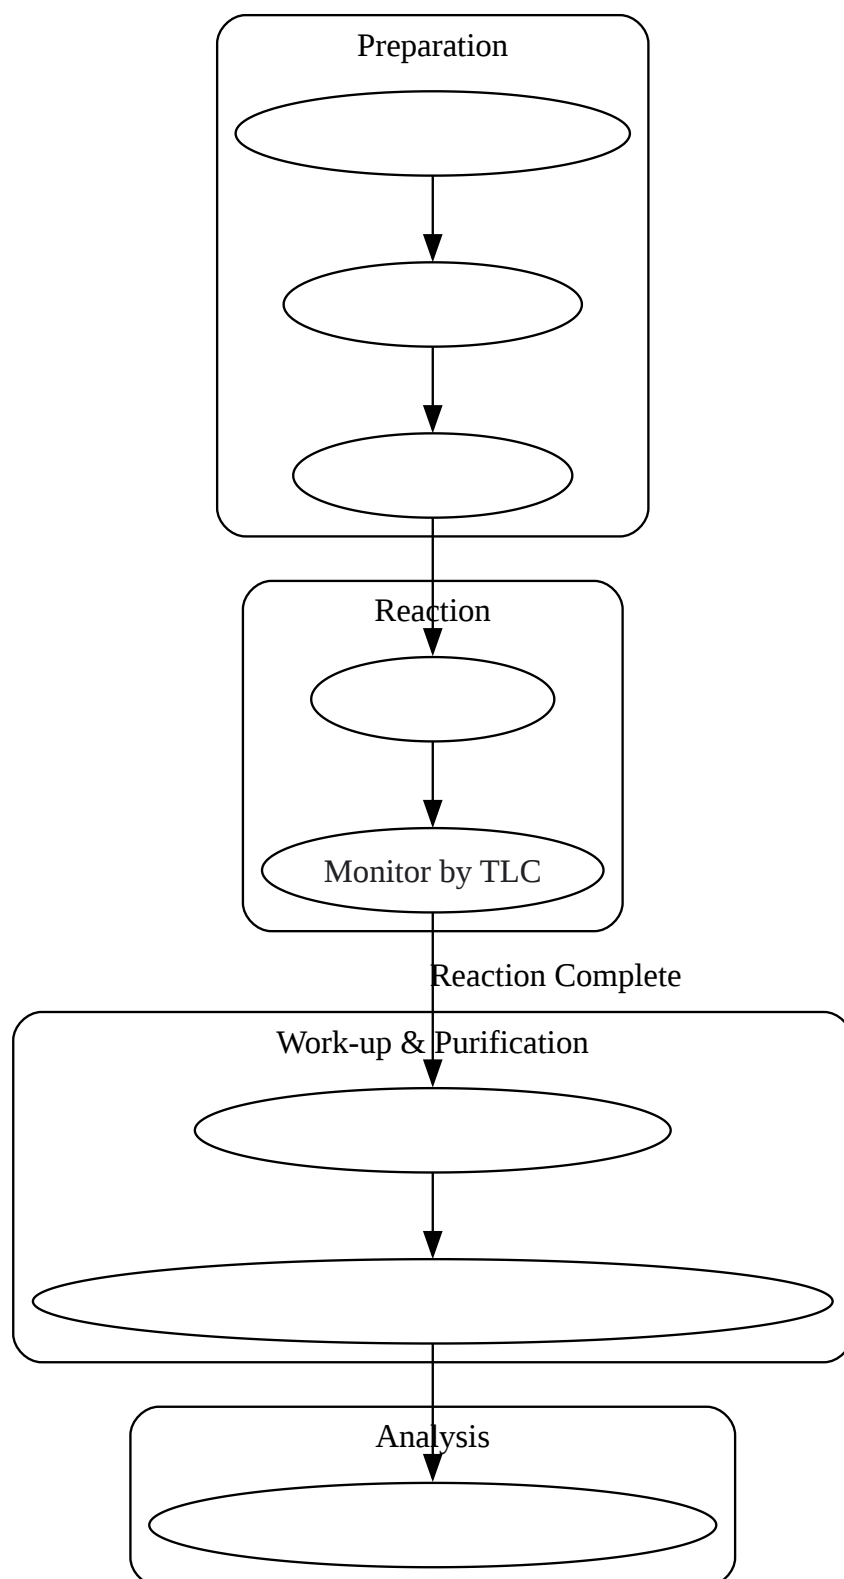 Preparation
Reaction
Monitor by TLC
Reaction Complete
Work-up & Purification
Analysis